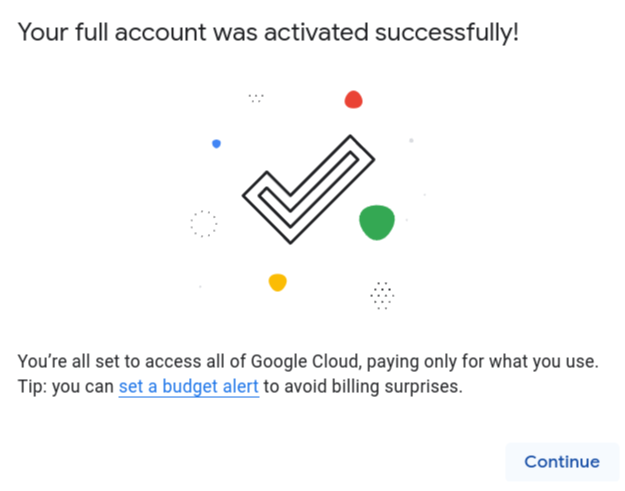 Your full account was activated successfully!
You’re all set to access all of Google Cloud, paying only for what you use.
Tip: you can set a budget alert to avoid billing surprises.
Continue